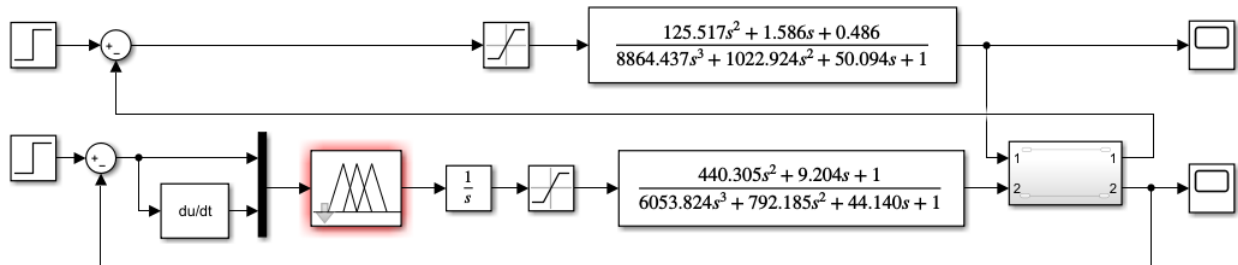 +
−
125.517s² + 1.586s + 0.486
8864.437s³ + 1022.924s² + 50.094s + 1
1 1
2 2
+
−
du/dt
1
s
440.305s² + 9.204s + 1
6053.824s³ + 792.185s² + 44.140s + 1